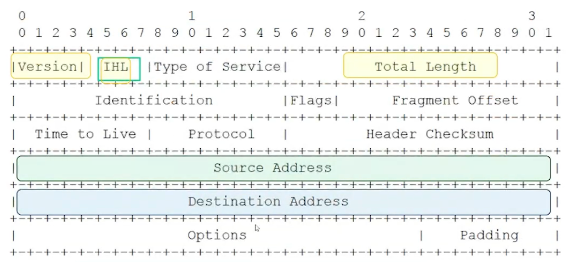 0                   1                   2                   3
0 1 2 3 4 5 6 7 8 9 0 1 2 3 4 5 6 7 8 9 0 1 2 3 4 5 6 7 8 9 0 1
+-+-+-+-+-+-+-+-+-+-+-+-+-+-+-+-+-+-+-+-+-+-+-+-+-+-+-+-+-+-+-+-+
|Version|  IHL  |Type of Service|          Total Length         |
+-+-+-+-+-+-+-+-+-+-+-+-+-+-+-+-+-+-+-+-+-+-+-+-+-+-+-+-+-+-+-+-+
|         Identification        |Flags|      Fragment Offset    |
+-+-+-+-+-+-+-+-+-+-+-+-+-+-+-+-+-+-+-+-+-+-+-+-+-+-+-+-+-+-+-+-+
|  Time to Live |    Protocol   |         Header Checksum       |
+-+-+-+-+-+-+-+-+-+-+-+-+-+-+-+-+-+-+-+-+-+-+-+-+-+-+-+-+-+-+-+-+
|                       Source Address                          |
+-+-+-+-+-+-+-+-+-+-+-+-+-+-+-+-+-+-+-+-+-+-+-+-+-+-+-+-+-+-+-+-+
|                    Destination Address                        |
+-+-+-+-+-+-+-+-+-+-+-+-+-+-+-+-+-+-+-+-+-+-+-+-+-+-+-+-+-+-+-+-+
|                    Options                    |    Padding    |
+-+-+-+-+-+-+-+-+-+-+-+-+-+-+-+-+-+-+-+-+-+-+-+-+-+-+-+-+-+-+-+-+